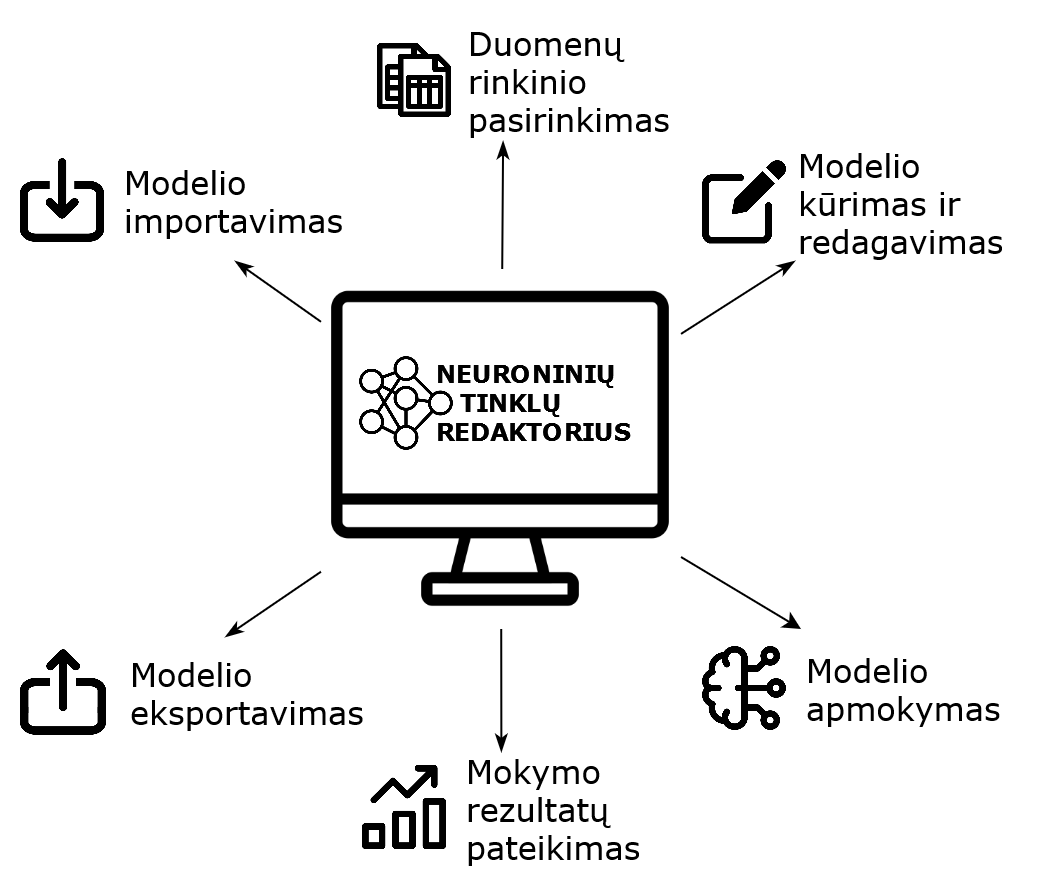 Duomenų
rinkinio
pasirinkimas
Modelio
importavimas
Modelio
kūrimas ir
redagavimas
NEURONINIŲ
TINKLŲ
REDAKTORIUS
Modelio
eksportavimas
Modelio
apmokymas
Mokymo
rezultatų
pateikimas